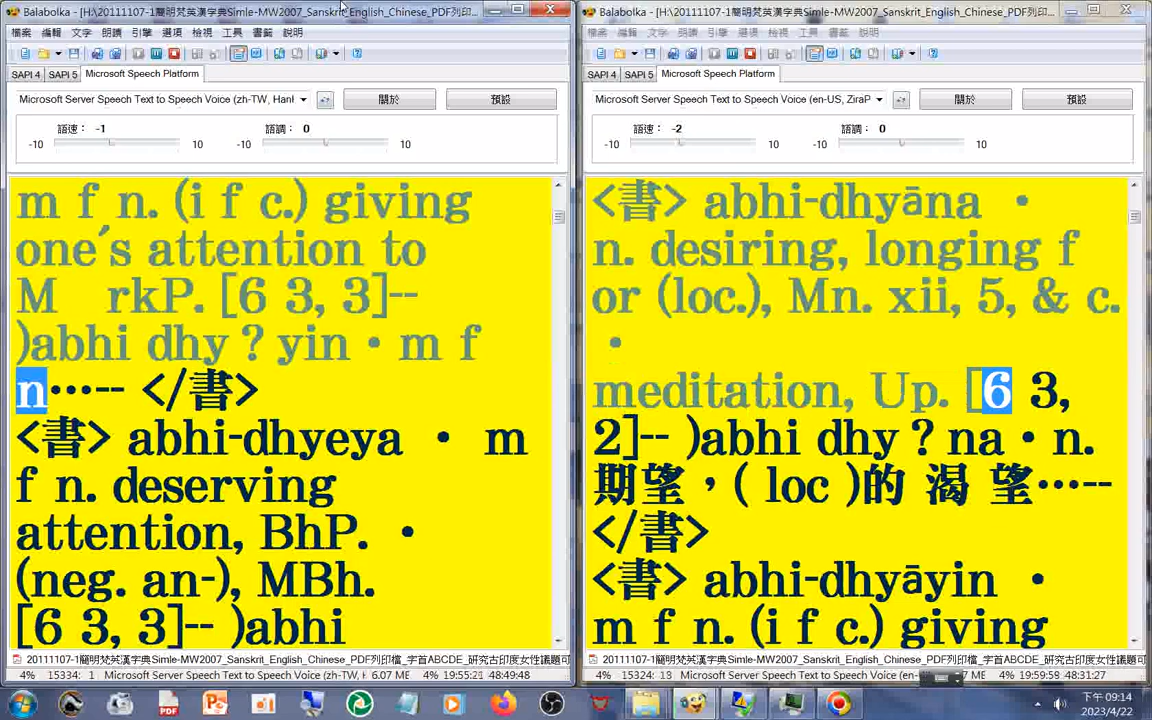 Balabolka - [H:\20111107-1簡明梵英漢字典Simle-MW2007_Sanskrit_English_Chinese_PDF列印...
檔案 編輯 文字 朗讀 引擎 選項 檢視 工具 書籤 說明
SAPI 4 SAPI 5 Microsoft Speech Platform
Microsoft Server Speech Text to Speech Voice (zh-TW, Hanl
關於
預設
語速： -1
語調： 0
-10 10 -10 10
m f n. (i f c.) giving
one's attention to
M rkP. [6 3, 3]--
)abhi dhy ? yin • m f
n…-- </書>
<書> abhi-dhyeya • m
f n. deserving
attention, BhP. •
(neg. an-), MBh.
[6 3, 3]-- )abhi
20111107-1簡明梵英漢字典Simle-MW2007_Sanskrit_English_Chinese_PDF列印檔_字首ABCDE_研究古印度女性議題可
4% 15334: 1 Microsoft Server Speech Text to Speech Voice (zh-TW, H 6.07 ME 4% 19:55:21 48:49:48
Balabolka - [H:\20111107-1簡明梵英漢字典Simle-MW2007_Sanskrit_English_Chinese_PDF列印...
檔案 編輯 文字 朗讀 引擎 選項 檢視 工具 書籤 說明
SAPI 4 SAPI 5 Microsoft Speech Platform
Microsoft Server Speech Text to Speech Voice (en-US, ZiraP
關於
預設
語速： -2
語調： 0
-10 10 -10 10
<書> abhi-dhyāna •
n. desiring, longing f
or (loc.), Mn. xii, 5, & c.
•
meditation, Up. [6 3,
2]-- )abhi dhy ? na • n.
期望，( loc )的 渴 望…--
</書>
<書> abhi-dhyāyin •
m f n. (i f c.) giving
20111107-1簡明梵英漢字典Simle-MW2007_Sanskrit_English_Chinese_PDF列印檔_字首ABCDE_研究古印度女性議題可
4% 15324: 13 Microsoft Server Speech Text to Speech Voice 4% 19:59:59 48:31:27
下午 09:14
2023/4/22